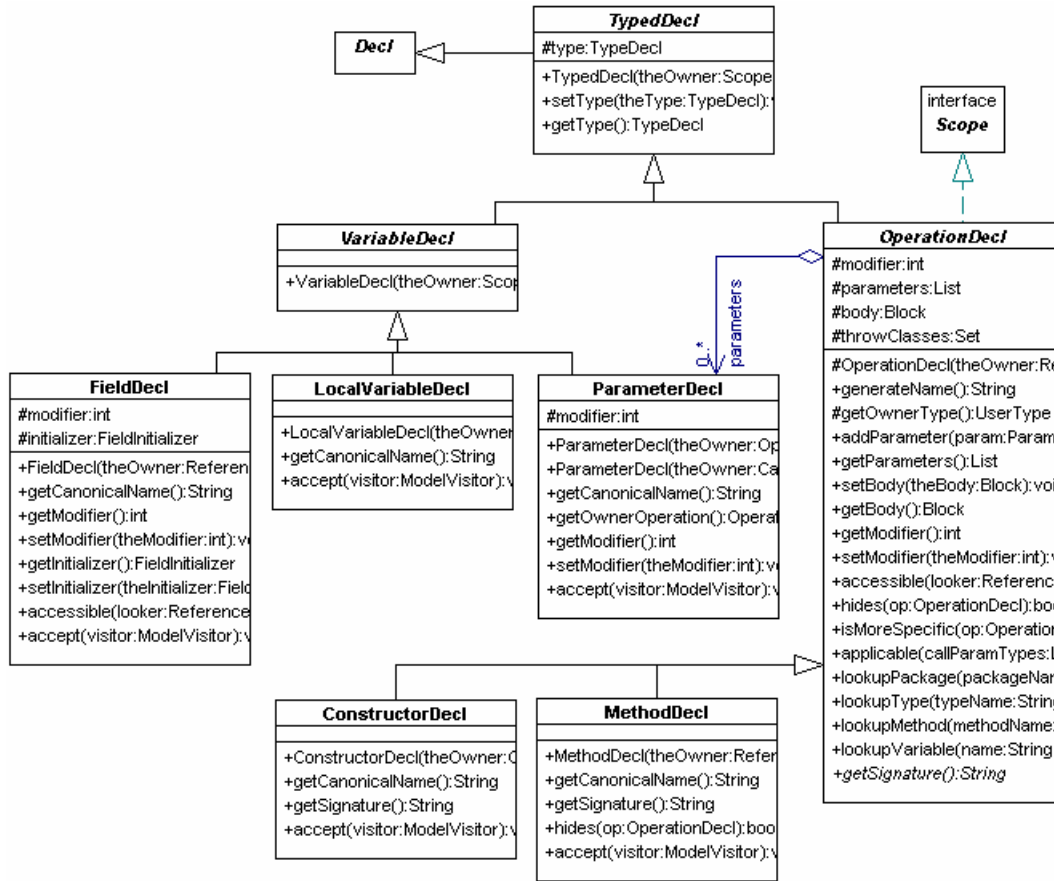 TypedDecl
#type:TypeDecl
+TypedDecl(theOwner:Scope
+setType(theType:TypeDecl):
+getType():TypeDecl
Decl
interface
Scope
VariableDecl
+VariableDecl(theOwner:Scop
OperationDecl
#modifier:int
#parameters:List
#body:Block
#throwClasses:Set
#OperationDecl(theOwner:Re
+generateName():String
#getOwnerType():UserType
+addParameter(param:Param
+getParameters():List
+setBody(theBody:Block):voi
+getBody():Block
+getModifier():int
+setModifier(theModifier:int):v
+accessible(looker:Reference
+hides(op:OperationDecl):boo
+isMoreSpecific(op:Operation
+applicable(callParamTypes:L
+lookupPackage(packageNar
+lookupType(typeName:String
+lookupMethod(methodName:
+lookupVariable(name:String
+getSignature():String
0..*
parameters
FieldDecl
#modifier:int
#initializer:FieldInitializer
+FieldDecl(theOwner:Referen
+getCanonicalName():String
+getModifier():int
+setModifier(theModifier:int):vo
+getInitializer():FieldInitializer
+setInitializer(theInitializer:Field
+accessible(looker:Reference
+accept(visitor:ModelVisitor):v
LocalVariableDecl
+LocalVariableDecl(theOwner
+getCanonicalName():String
+accept(visitor:ModelVisitor):v
ParameterDecl
#modifier:int
+ParameterDecl(theOwner:Op
+ParameterDecl(theOwner:Ca
+getCanonicalName():String
+getOwnerOperation():Operat
+getModifier():int
+setModifier(theModifier:int):vo
+accept(visitor:ModelVisitor):v
ConstructorDecl
+ConstructorDecl(theOwner:C
+getCanonicalName():String
+getSignature():String
+accept(visitor:ModelVisitor):v
MethodDecl
+MethodDecl(theOwner:Refer
+getCanonicalName():String
+getSignature():String
+hides(op:OperationDecl):boo
+accept(visitor:ModelVisitor):v